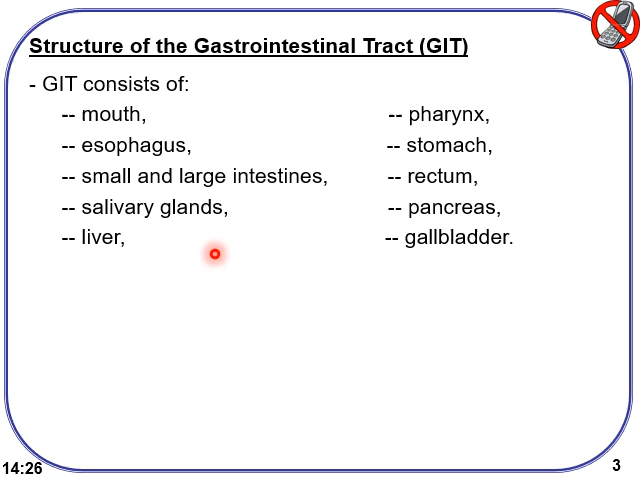 Structure of the Gastrointestinal Tract (GIT)
- GIT consists of:
-- mouth, -- pharynx,
-- esophagus, -- stomach,
-- small and large intestines, -- rectum,
-- salivary glands, -- pancreas,
-- liver, -- gallbladder.
14:26 3